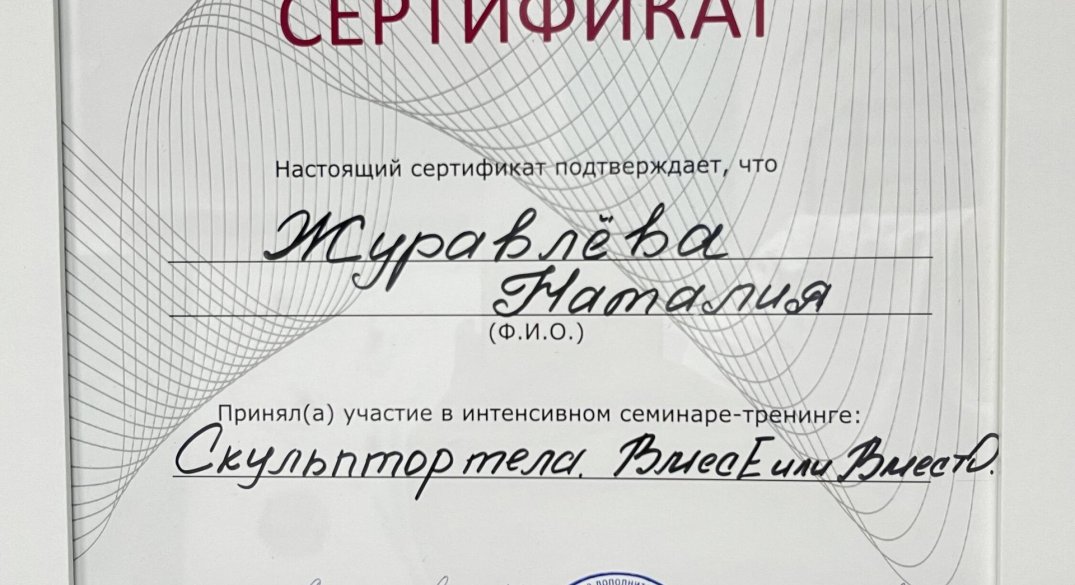 СЕРТИФИКАТ
Настоящий сертификат подтверждает, что
Журавлёва
Наталия
(Ф.И.О.)
Принял(а) участие в интенсивном семинаре-тренинге:
Скульптор тела. ВмесЕ или ВместО.